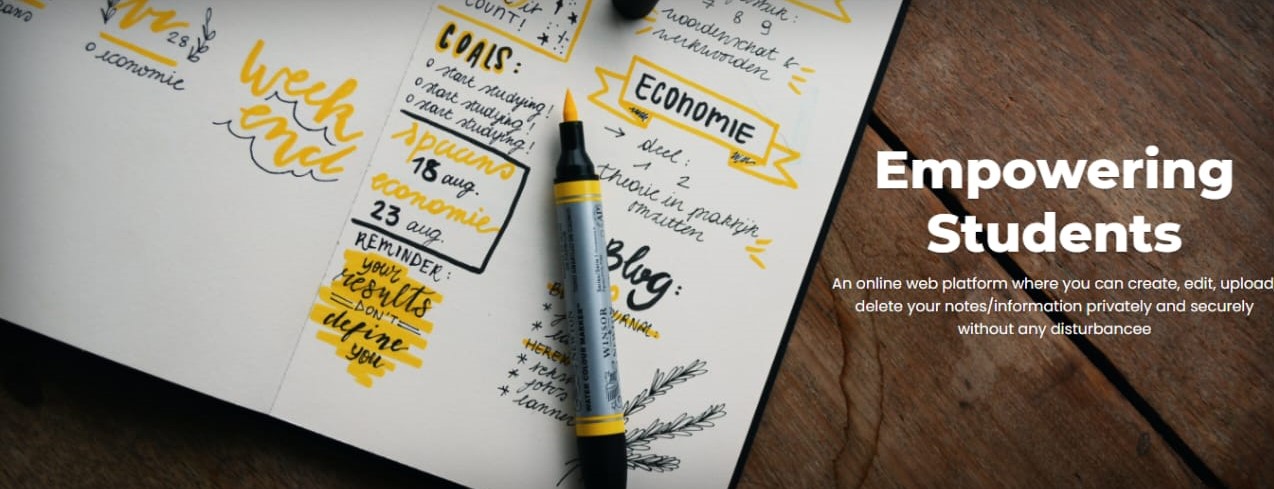 28
o economie
week
end
COUNT!
GOALS:
o start studying!
o start studying!
o start studying!
spaans
18 aug.
economie
23 aug.
REMINDER:
your
results
DON'T
define
you
7 8 9
woordenschat &
werkwoorden
ECONOMIE
→ deel:
1 2
theorie in praktijk
omzetten
Blog:
WATER COLOUR MARKER
WINSOR
Empowering
Students
An online web platform where you can create, edit, upload
delete your notes/information privately and securely
without any disturbancee